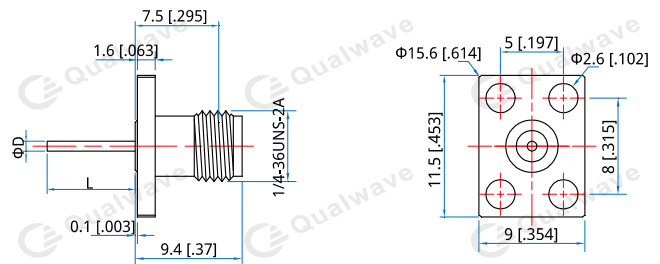 7.5 [.295]
1.6 [.063]
ΦD
L
0.1 [.003]
9.4 [.37]
1/4-36UNS-2A
Φ15.6 [.614]
5 [.197]
Φ2.6 [.102]
11.5 [.453]
8 [.315]
9 [.354]
Qualwave
Qualwave
Qualwave
Qualwave
Qualwave
Qualwave